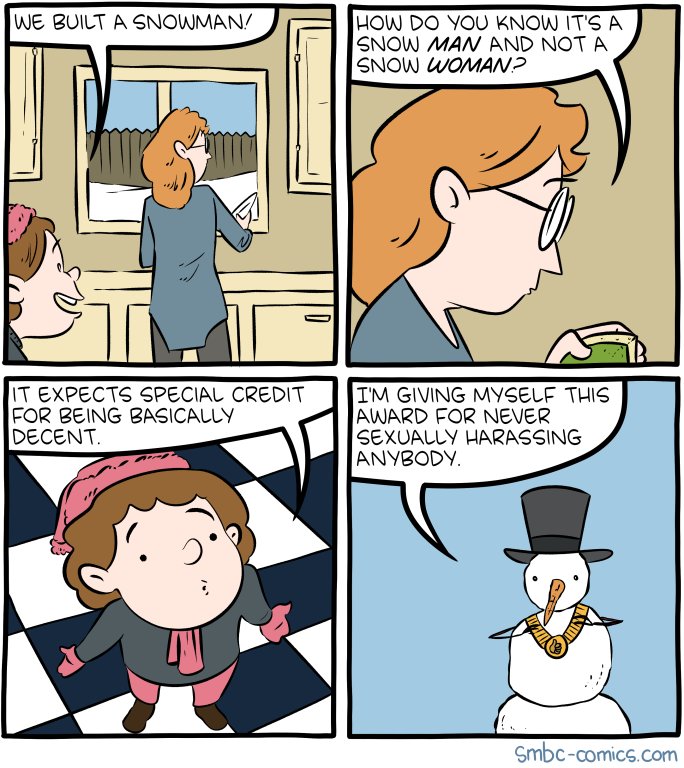 WE BUILT A SNOWMAN!
HOW DO YOU KNOW IT'S A
SNOW MAN AND NOT A
SNOW WOMAN?
IT EXPECTS SPECIAL CREDIT
FOR BEING BASICALLY
DECENT.
I'M GIVING MYSELF THIS
AWARD FOR NEVER
SEXUALLY HARASSING
ANYBODY.
smbc-comics.com